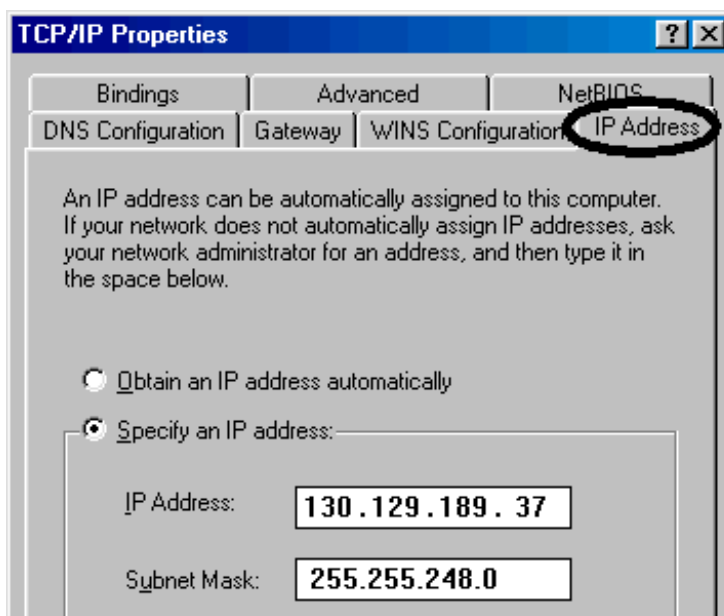 TCP/IP Properties
? ×
Bindings Advanced NetBIOS
DNS Configuration Gateway WINS Configuration IP Address
An IP address can be automatically assigned to this computer.
If your network does not automatically assign IP addresses, ask
your network administrator for an address, and then type it in
the space below.
Obtain an IP address automatically
Specify an IP address:
IP Address: 130.129.189. 37
Subnet Mask: 255.255.248.0